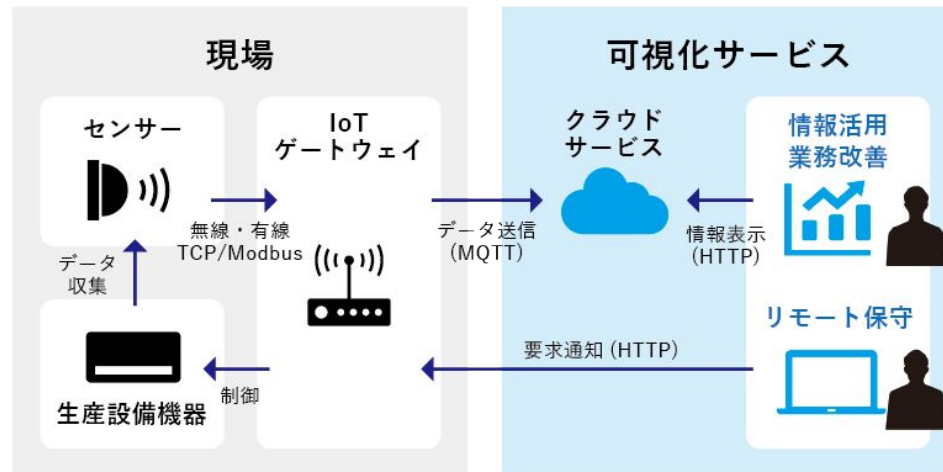 現場
センサー
データ
収集
生産設備機器
無線・有線
TCP/Modbus
IoT
ゲートウェイ
制御
可視化サービス
データ送信
(MQTT)
クラウド
サービス
情報表示
(HTTP)
情報活用
業務改善
要求通知 (HTTP)
リモート保守